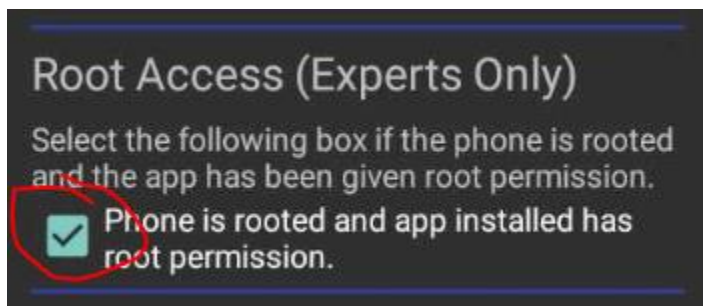 Root Access (Experts Only)
Select the following box if the phone is rooted
and the app has been given root permission.
Phone is rooted and app installed has
root permission.